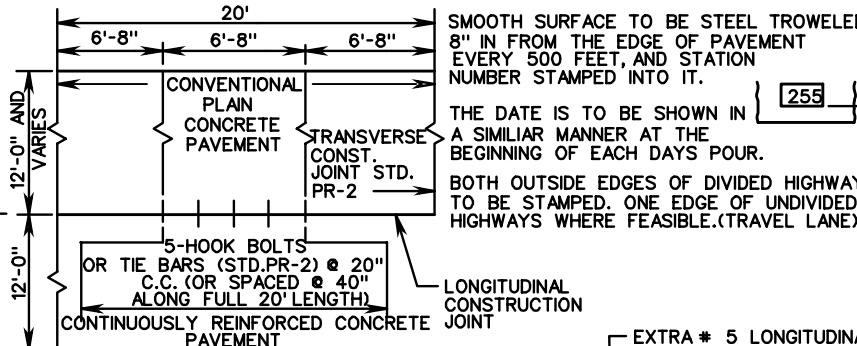 20'
6'-8" 6'-8" 6'-8"
12'-0" AND
VARIES
CONVENTIONAL
PLAIN
CONCRETE
PAVEMENT
TRANSVERSE
CONST.
JOINT STD.
PR-2
12'-0"
5-HOOK BOLTS
OR TIE BARS (STD.PR-2) @ 20"
C.C. (OR SPACED @ 40"
ALONG FULL 20' LENGTH)
CONTINUOUSLY REINFORCED CONCRETE
PAVEMENT
LONGITUDINAL
CONSTRUCTION
JOINT
SMOOTH SURFACE TO BE STEEL TROWELE
8" IN FROM THE EDGE OF PAVEMENT
EVERY 500 FEET, AND STATION
NUMBER STAMPED INTO IT.
255
THE DATE IS TO BE SHOWN IN
A SIMILIAR MANNER AT THE
BEGINNING OF EACH DAYS POUR.
BOTH OUTSIDE EDGES OF DIVIDED HIGHWAY
TO BE STAMPED. ONE EDGE OF UNDIVIDED
HIGHWAYS WHERE FEASIBLE.(TRAVEL LANE)
EXTRA # 5 LONGITUDINA